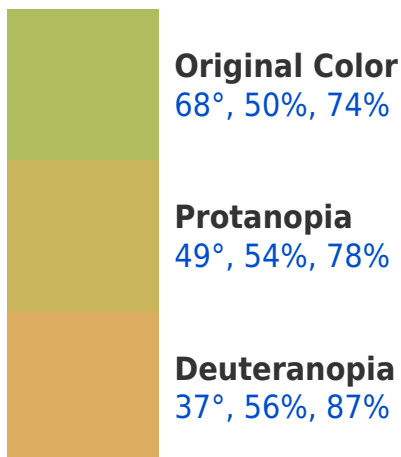 Original Color
68°, 50%, 74%
Protanopia
49°, 54%, 78%
Deuteranopia
37°, 56%, 87%